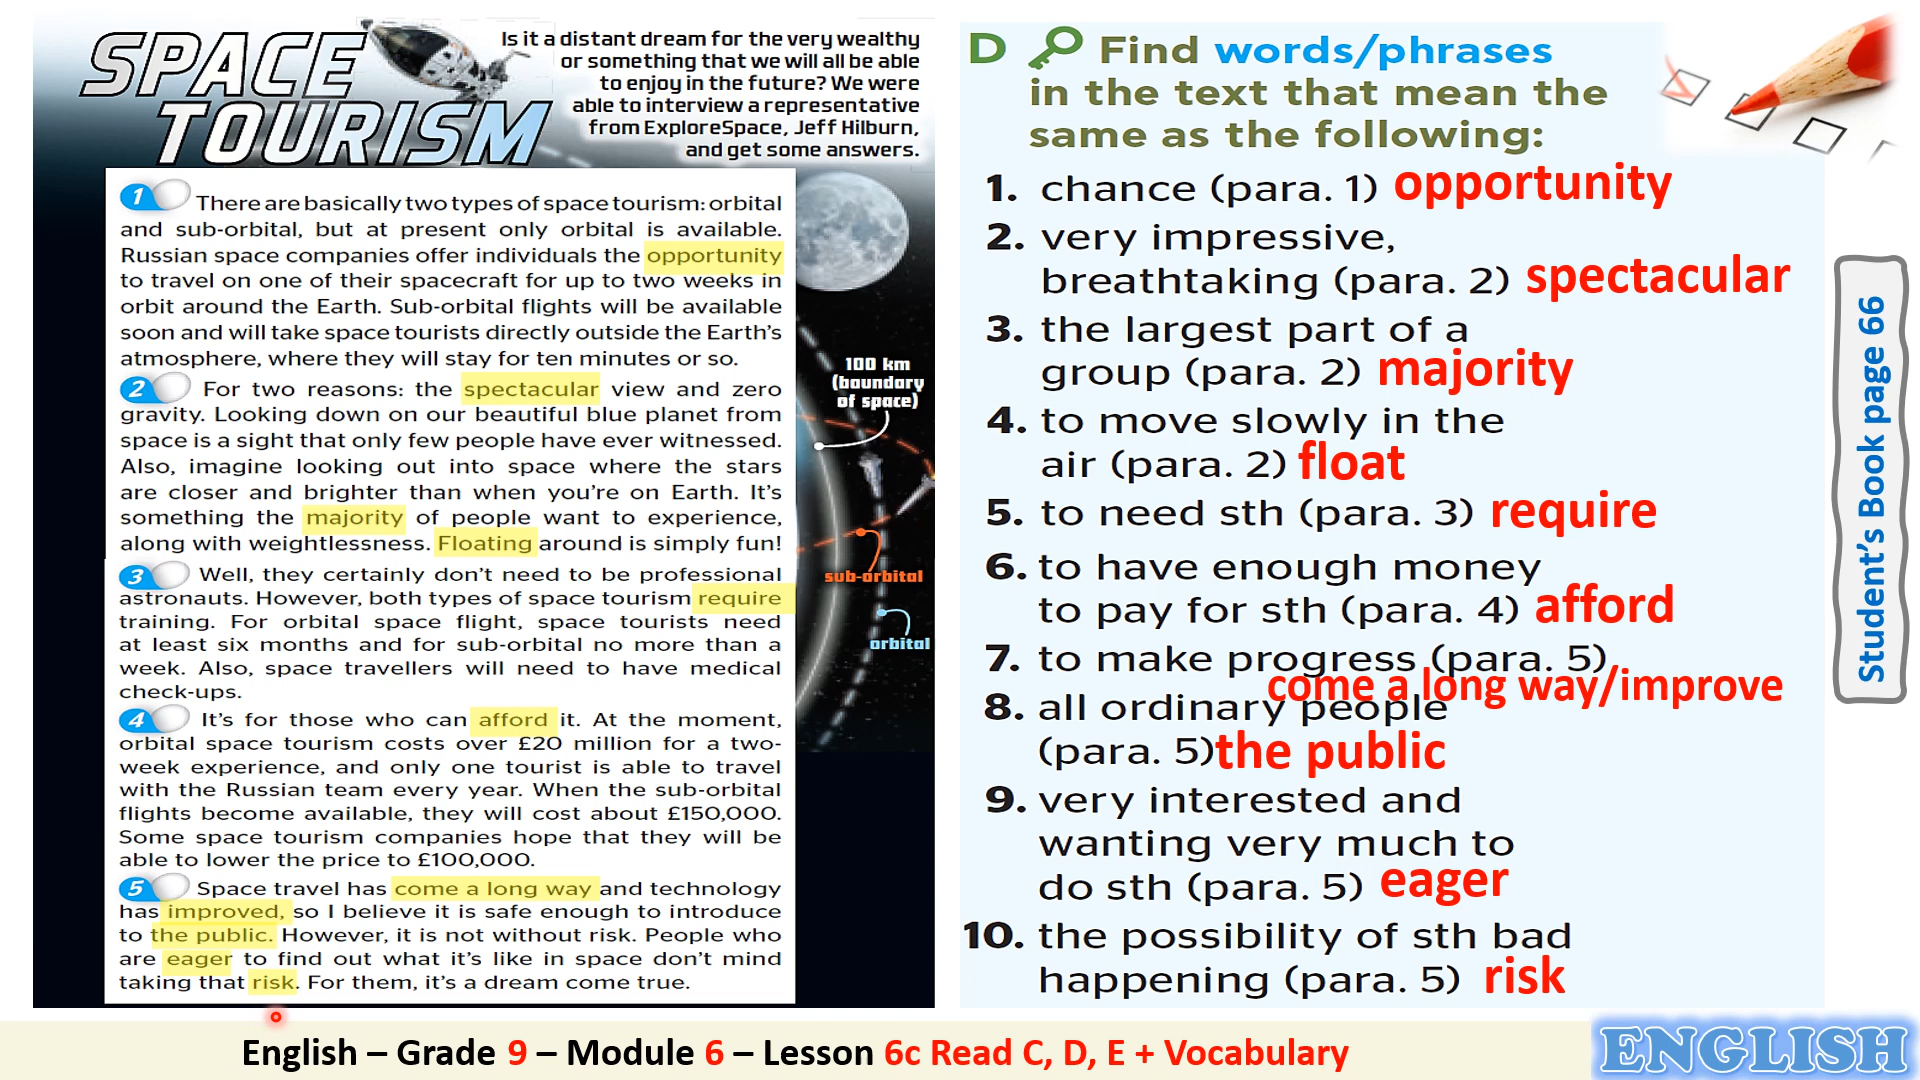 SPACE
TOURISM
Is it a distant dream for the very wealthy
or something that we will all be able
to enjoy in the future? We were
able to interview a representative
from ExploreSpace, Jeff Hilburn,
and get some answers.
1 There are basically two types of space tourism: orbital
and sub-orbital, but at present only orbital is available.
Russian space companies offer individuals the opportunity
to travel on one of their spacecraft for up to two weeks in
orbit around the Earth. Sub-orbital flights will be available
soon and will take space tourists directly outside the Earth's
atmosphere, where they will stay for ten minutes or so.
2 For two reasons: the spectacular view and zero
gravity. Looking down on our beautiful blue planet from
space is a sight that only few people have ever witnessed.
Also, imagine looking out into space where the stars
are closer and brighter than when you're on Earth. It's
something the majority of people want to experience,
along with weightlessness. Floating around is simply fun!
3 Well, they certainly don't need to be professional
astronauts. However, both types of space tourism require
training. For orbital space flight, space tourists need
at least six months and for sub-orbital no more than a
week. Also, space travellers will need to have medical
check-ups.
4 It's for those who can afford it. At the moment,
orbital space tourism costs over £20 million for a two-
week experience, and only one tourist is able to travel
with the Russian team every year. When the sub-orbital
flights become available, they will cost about £150,000.
Some space tourism companies hope that they will be
able to lower the price to £100,000.
5 Space travel has come a long way and technology
has improved, so I believe it is safe enough to introduce
to the public. However, it is not without risk. People who
are eager to find out what it's like in space don't mind
taking that risk. For them, it's a dream come true.
100 km
(boundary
of space)
sub-orbital
orbital
D Find words/phrases
in the text that mean the
same as the following:
1. chance (para. 1) opportunity
2. very impressive,
breathtaking (para. 2) spectacular
3. the largest part of a
group (para. 2) majority
4. to move slowly in the
air (para. 2) float
5. to need sth (para. 3) require
6. to have enough money
to pay for sth (para. 4) afford
7. to make progress (para. 5)
come a long way/improve
8. all ordinary people
(para. 5) the public
9. very interested and
wanting very much to
do sth (para. 5) eager
10. the possibility of sth bad
happening (para. 5) risk
Student's Book page 66
English – Grade 9 – Module 6 – Lesson 6c Read C, D, E + Vocabulary
ENGLISH